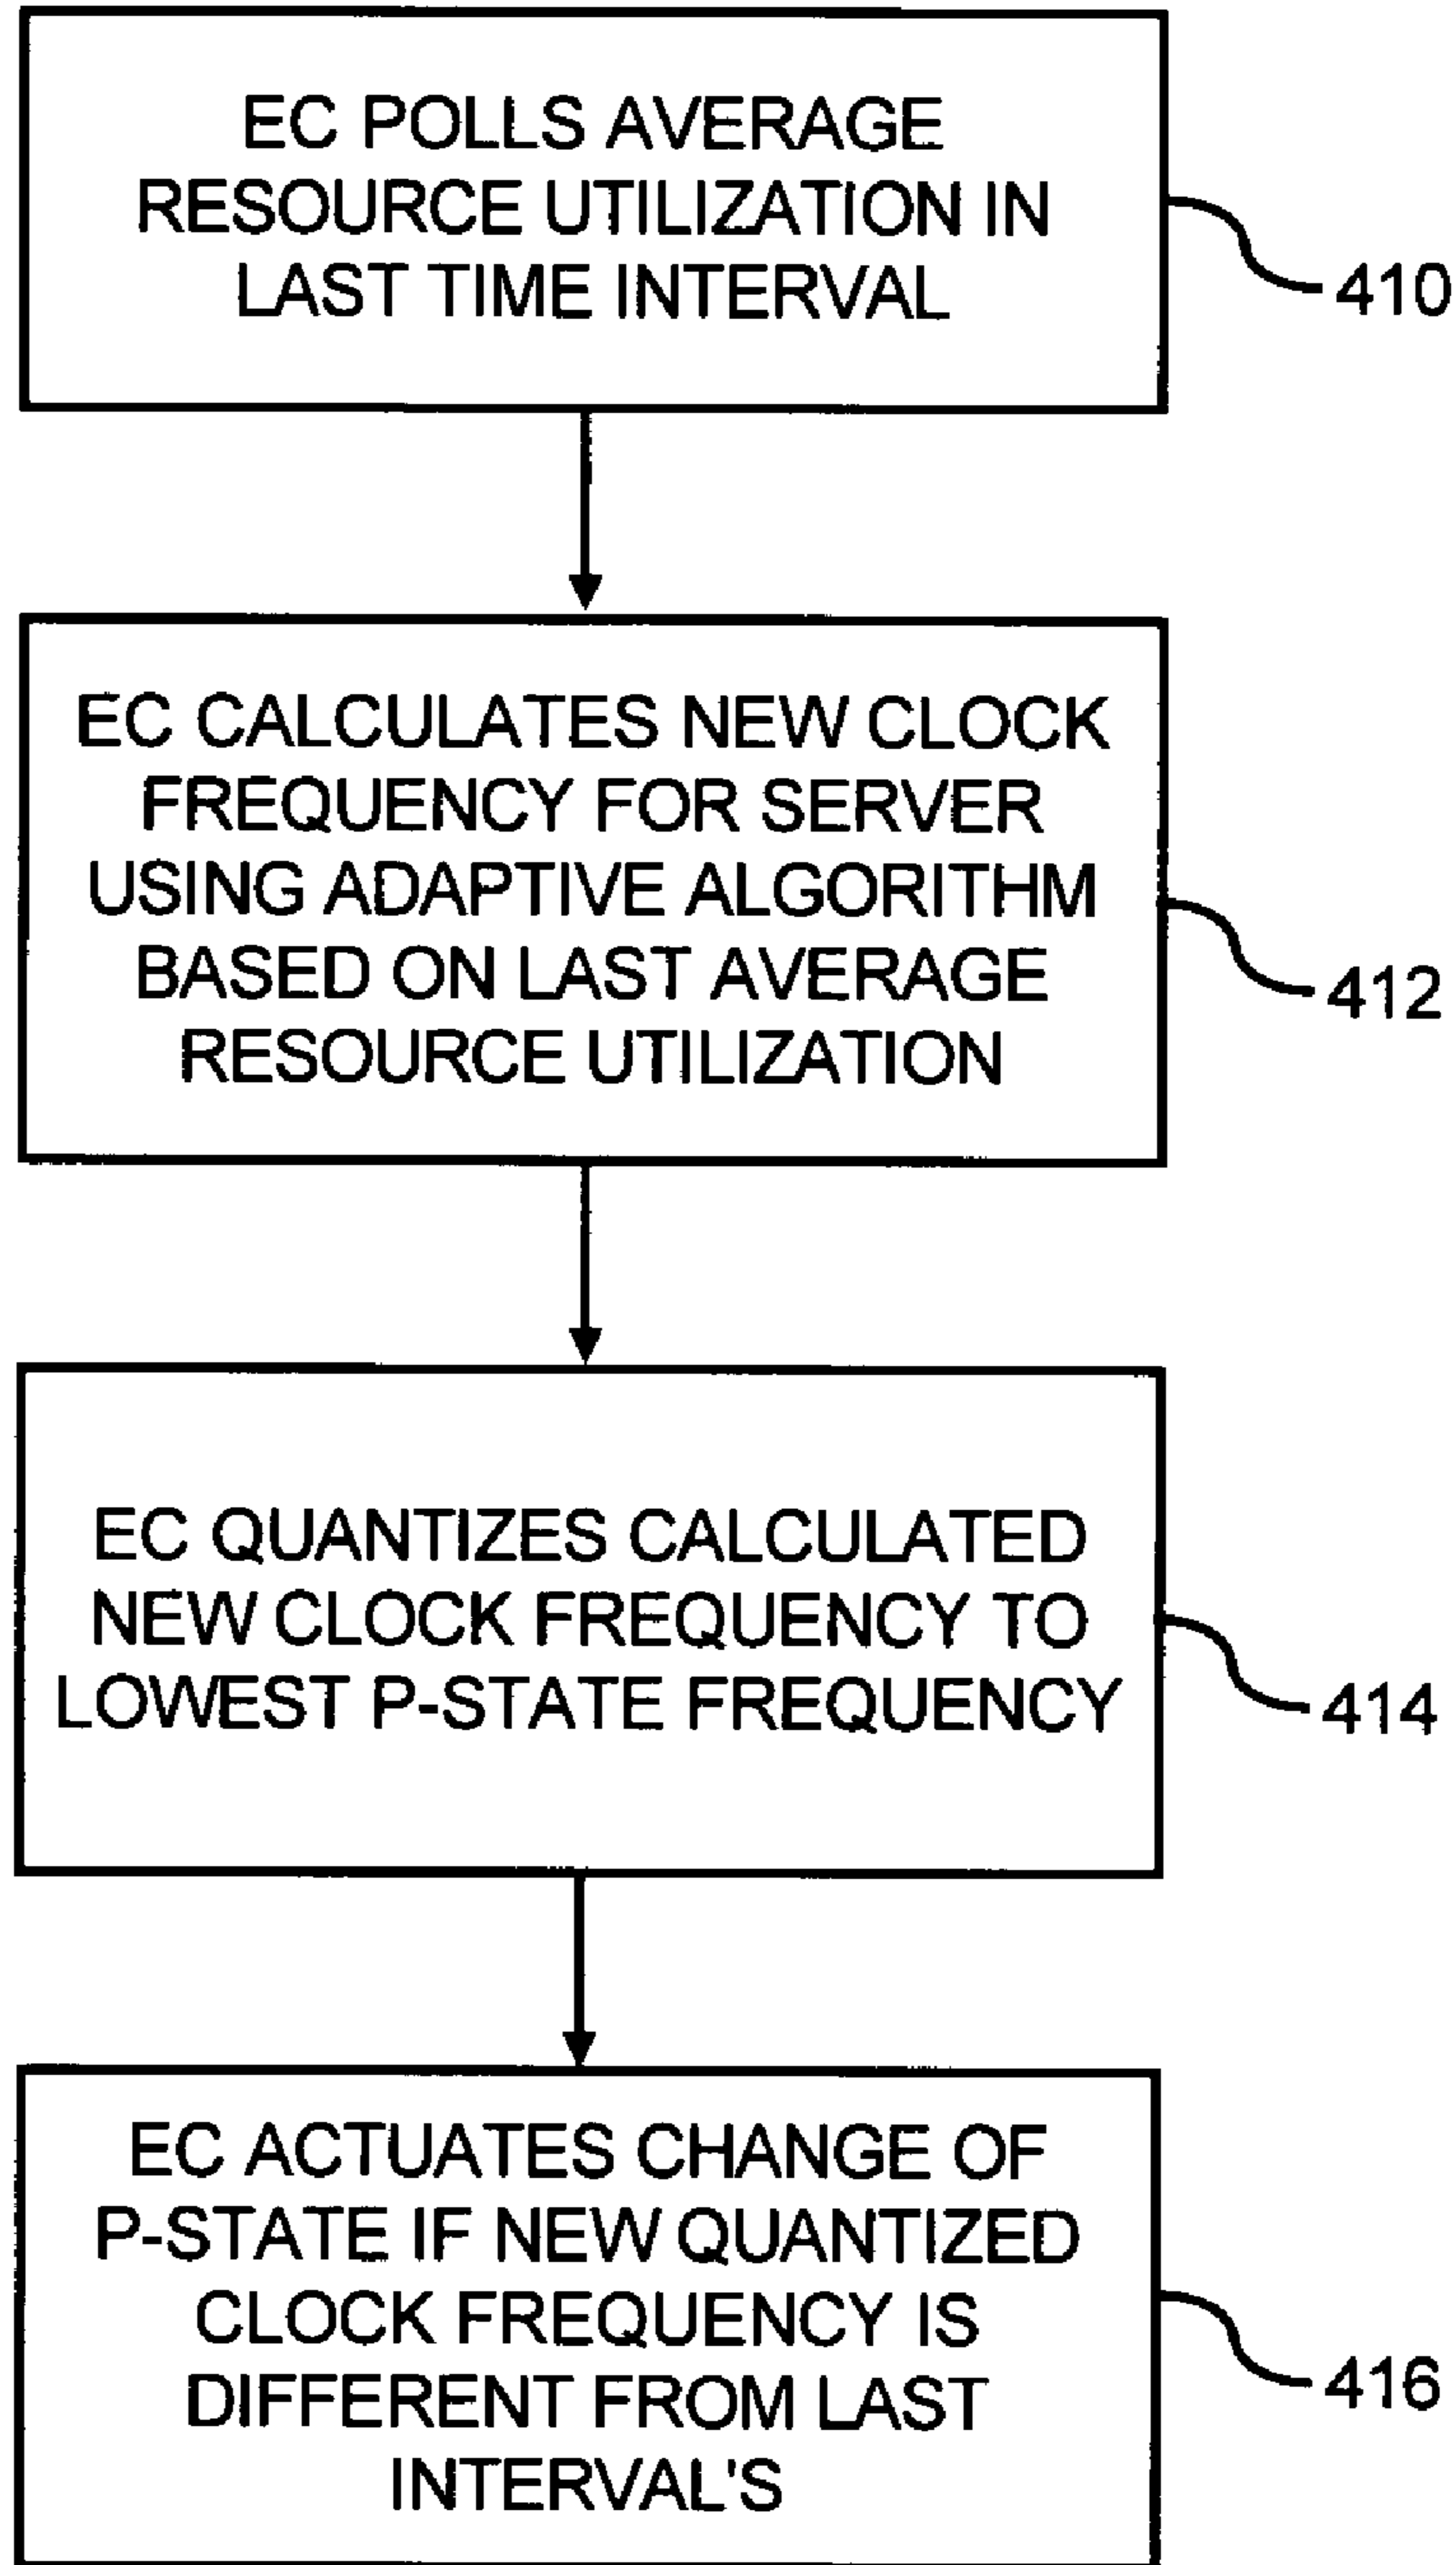 EC POLLS AVERAGE
RESOURCE UTILIZATION IN
LAST TIME INTERVAL
410
EC CALCULATES NEW CLOCK
FREQUENCY FOR SERVER
USING ADAPTIVE ALGORITHM
BASED ON LAST AVERAGE
RESOURCE UTILIZATION
412
EC QUANTIZES CALCULATED
NEW CLOCK FREQUENCY TO
LOWEST P-STATE FREQUENCY
414
EC ACTUATES CHANGE OF
P-STATE IF NEW QUANTIZED
CLOCK FREQUENCY IS
DIFFERENT FROM LAST
INTERVAL'S
416